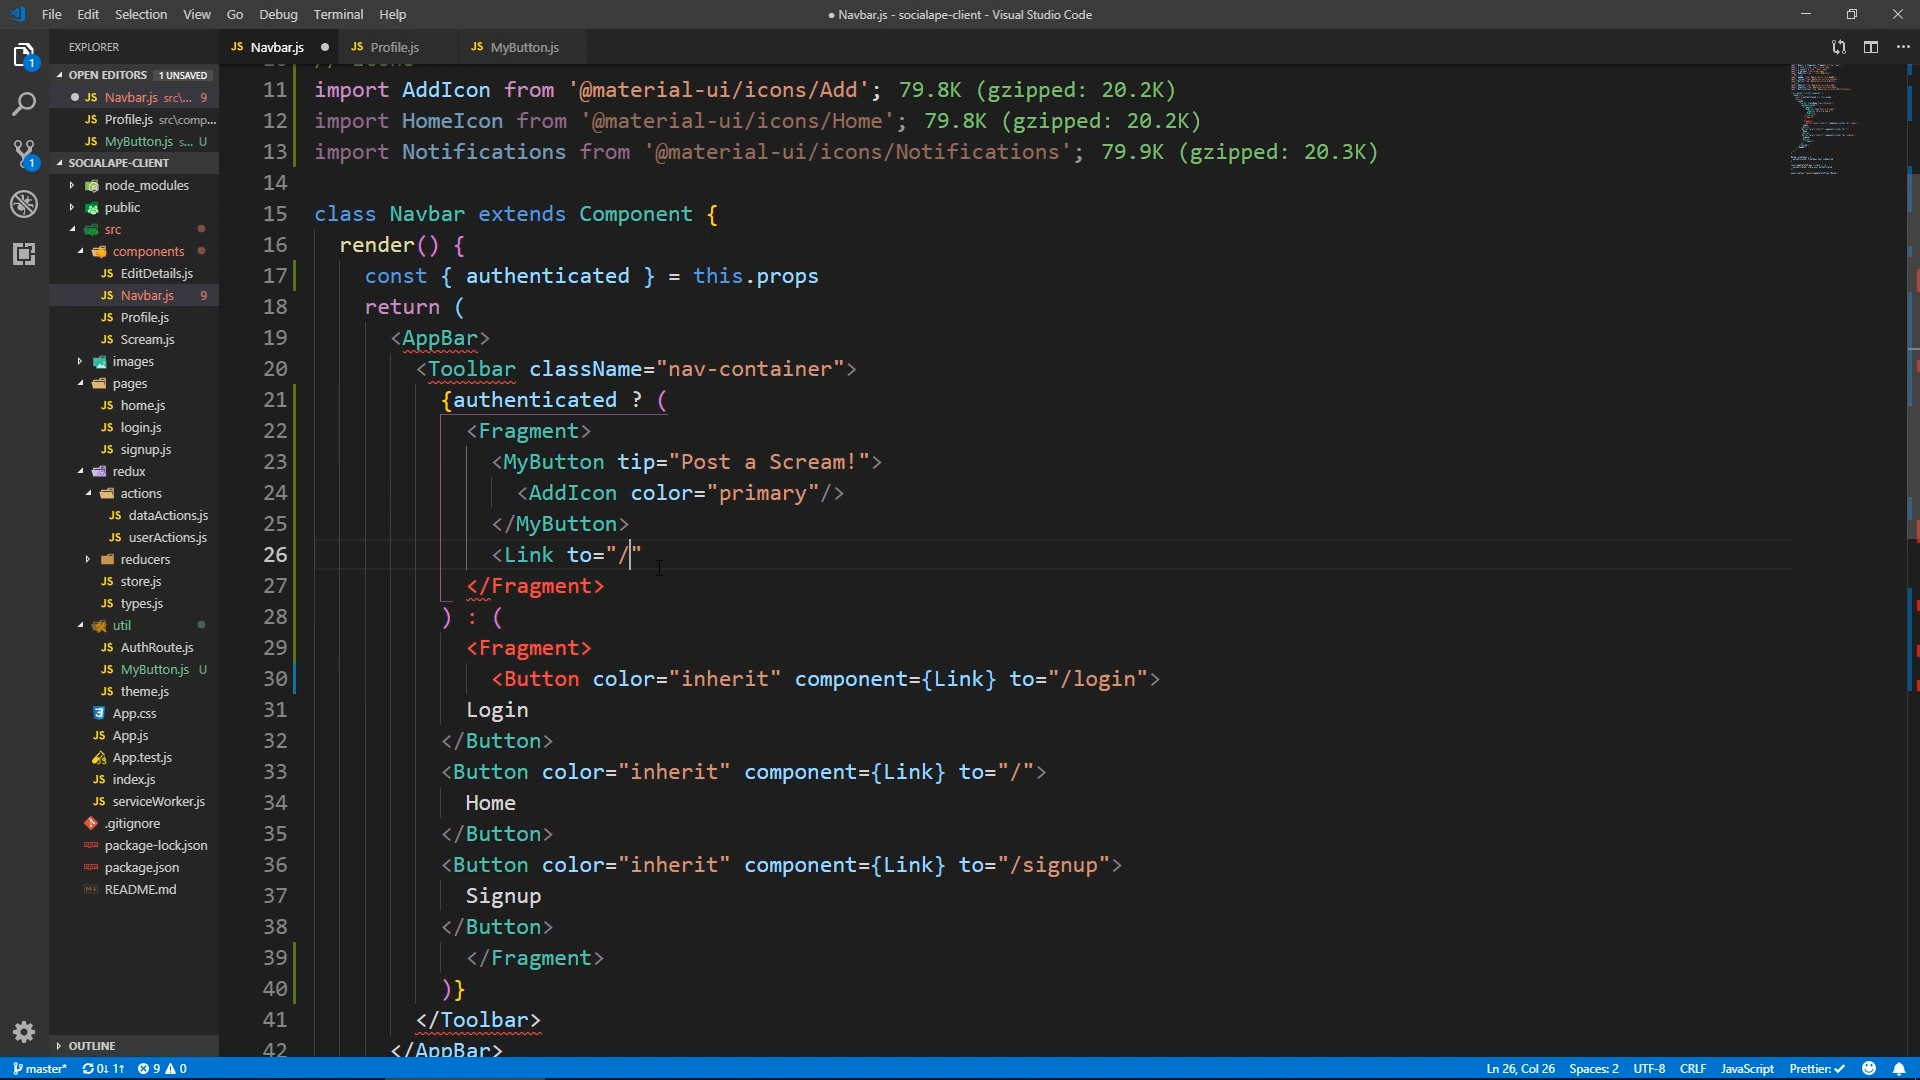 File Edit Selection View Go Debug Terminal Help
● Navbar.js - socialape-client - Visual Studio Code
EXPLORER
OPEN EDITORS 1 UNSAVED
JS Navbar.js src\... 9
JS Profile.js src\comp...
JS MyButton.js s... U
SOCIALAPE-CLIENT
node_modules
public
src
components
JS EditDetails.js
JS Navbar.js 9
JS Profile.js
JS Scream.js
images
pages
JS home.js
JS login.js
JS signup.js
redux
actions
JS dataActions.js
JS userActions.js
reducers
JS store.js
JS types.js
util
JS AuthRoute.js
JS MyButton.js U
JS theme.js
App.css
JS App.js
App.test.js
JS index.js
JS serviceWorker.js
.gitignore
package-lock.json
package.json
README.md
OUTLINE
JS Navbar.js ●
JS Profile.js
JS MyButton.js
11 import AddIcon from '@material-ui/icons/Add'; 79.8K (gzipped: 20.2K)
12 import HomeIcon from '@material-ui/icons/Home'; 79.8K (gzipped: 20.2K)
13 import Notifications from '@material-ui/icons/Notifications'; 79.9K (gzipped: 20.3K)
14
15 class Navbar extends Component {
16 render() {
17 const { authenticated } = this.props
18 return (
19 <AppBar>
20 <Toolbar className="nav-container">
21 {authenticated ? (
22 <Fragment>
23 <MyButton tip="Post a Scream!">
24 <AddIcon color="primary"/>
25 </MyButton>
26 <Link to="/"
27 </Fragment>
28 ) : (
29 <Fragment>
30 <Button color="inherit" component={Link} to="/login">
31 Login
32 </Button>
33 <Button color="inherit" component={Link} to="/">
34 Home
35 </Button>
36 <Button color="inherit" component={Link} to="/signup">
37 Signup
38 </Button>
39 </Fragment>
40 )}
41 </Toolbar>
42 </AppBar>
master* 0↓ 1↑ 9 0
Ln 26, Col 26 Spaces: 2 UTF-8 CRLF JavaScript Prettier: ✓